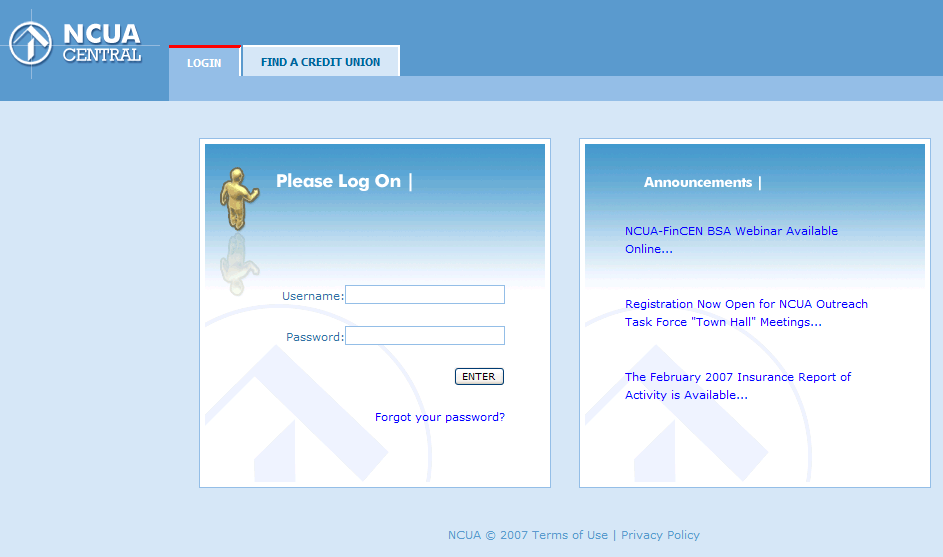 NCUA
CENTRAL
LOGIN
FIND A CREDIT UNION
Please Log On |
Username:
Password:
ENTER
Forgot your password?
Announcements |
NCUA-FinCEN BSA Webinar Available
Online...
Registration Now Open for NCUA Outreach
Task Force "Town Hall" Meetings...
The February 2007 Insurance Report of
Activity is Available...
NCUA © 2007 Terms of Use | Privacy Policy